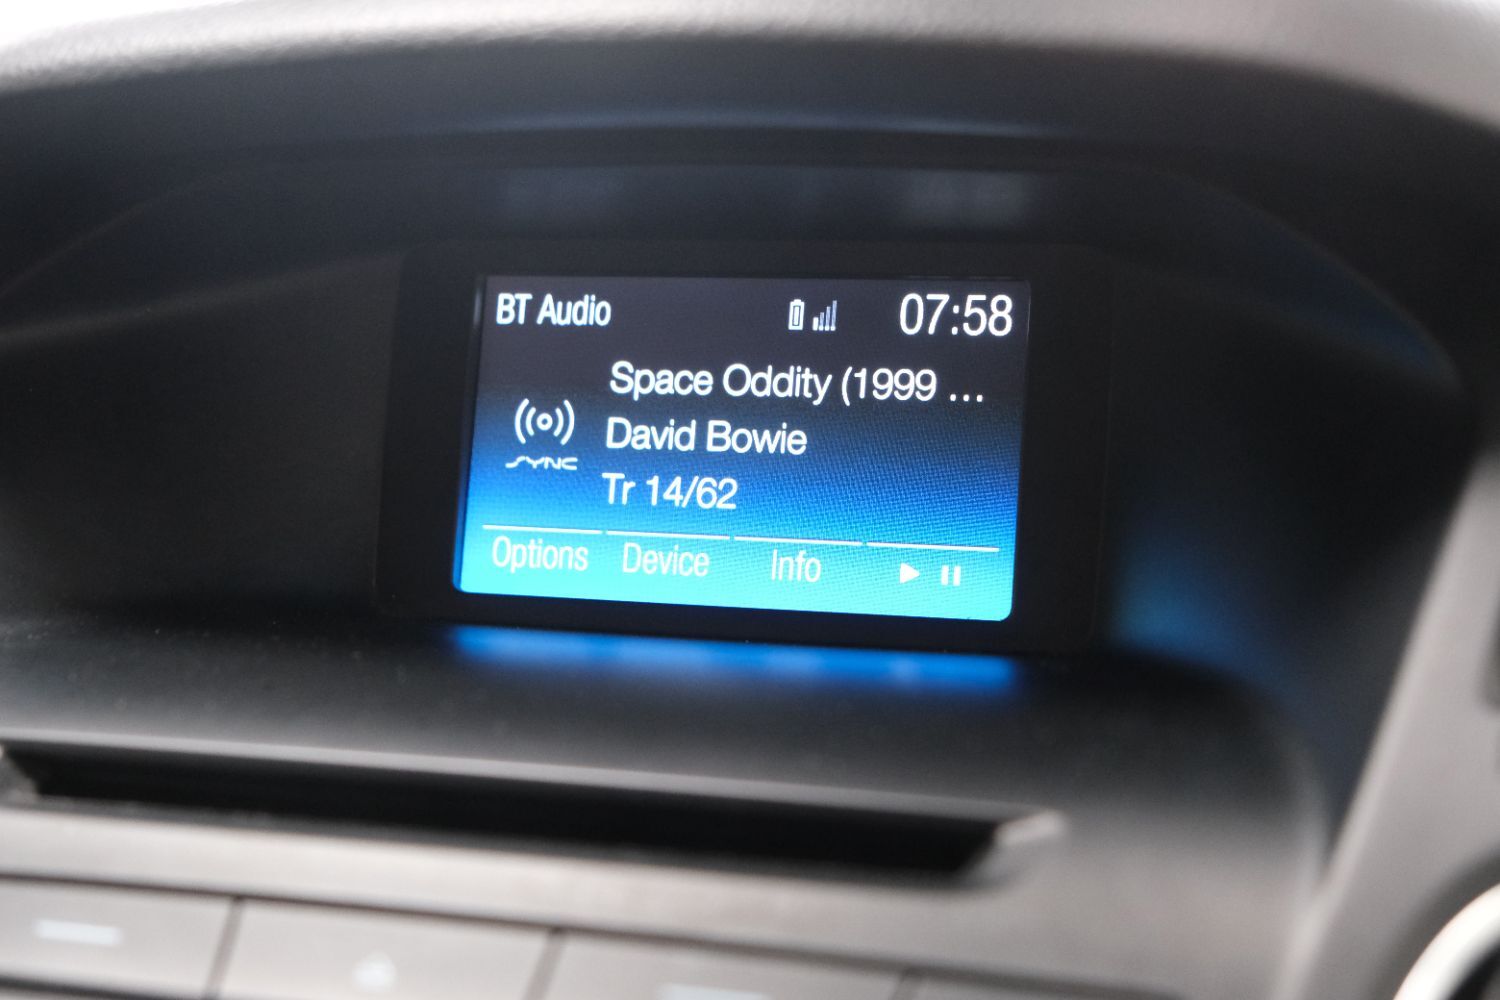 BT Audio 07:58
Space Oddity (1999 ...
David Bowie
SYNC
Tr 14/62
Options Device Info